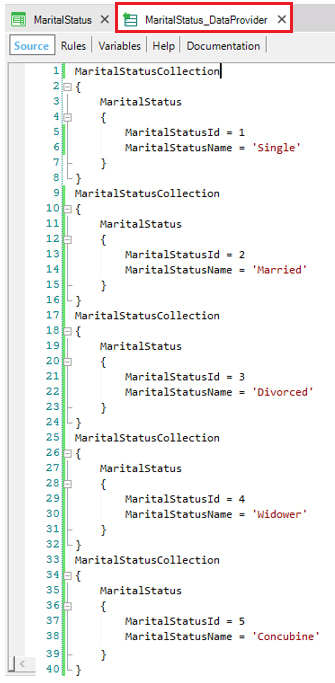 MaritalStatus × MaritalStatus_DataProvider ×
Source Rules Variables Help Documentation
1 MaritalStatusCollection
2 {
3 MaritalStatus
4 {
5 MaritalStatusId = 1
6 MaritalStatusName = 'Single'
7 }
8 }
9 MaritalStatusCollection
10 {
11 MaritalStatus
12 {
13 MaritalStatusId = 2
14 MaritalStatusName = 'Married'
15 }
16 }
17 MaritalStatusCollection
18 {
19 MaritalStatus
20 {
21 MaritalStatusId = 3
22 MaritalStatusName = 'Divorced'
23 }
24 }
25 MaritalStatusCollection
26 {
27 MaritalStatus
28 {
29 MaritalStatusId = 4
30 MaritalStatusName = 'Widower'
31 }
32 }
33 MaritalStatusCollection
34 {
35 MaritalStatus
36 {
37 MaritalStatusId = 5
38 MaritalStatusName = 'Concubine'
39 }
40 }